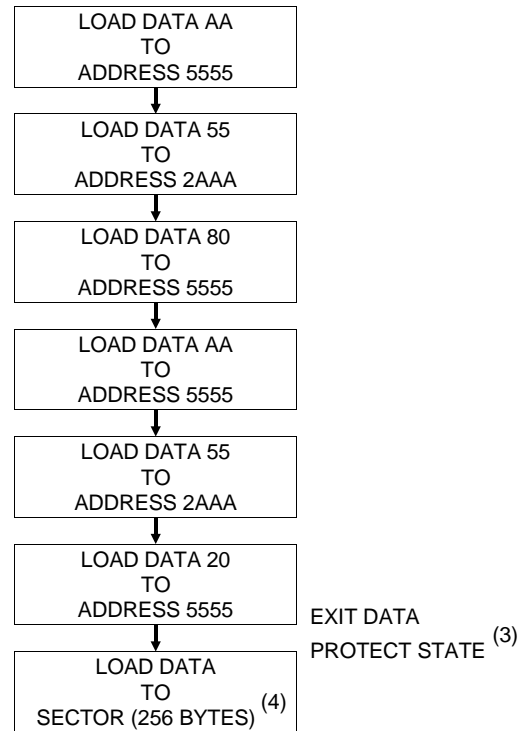 LOAD DATA AA
TO
ADDRESS 5555
LOAD DATA 55
TO
ADDRESS 2AAA
LOAD DATA 80
TO
ADDRESS 5555
LOAD DATA AA
TO
ADDRESS 5555
LOAD DATA 55
TO
ADDRESS 2AAA
LOAD DATA 20
TO
ADDRESS 5555
EXIT DATA
PROTECT STATE (3)
LOAD DATA
TO
SECTOR (256 BYTES) (4)